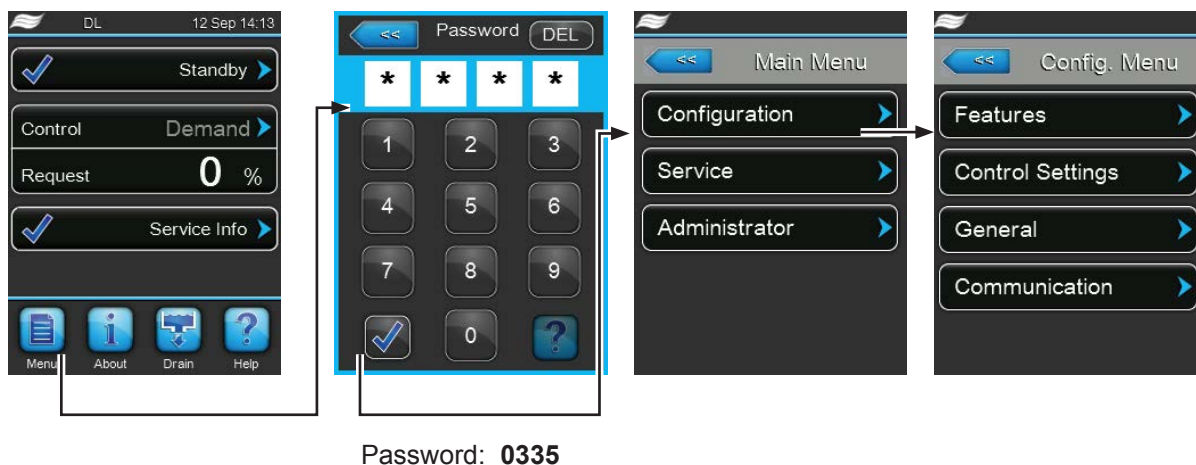 DL 12 Sep 14:13
Standby
Control Demand
Request 0 %
Service Info
Menu About Drain Help
<< Password DEL
* * * *
1 2 3
4 5 6
7 8 9
0 ?
Password: 0335
<< Main Menu
Configuration
Service
Administrator
<< Config. Menu
Features
Control Settings
General
Communication